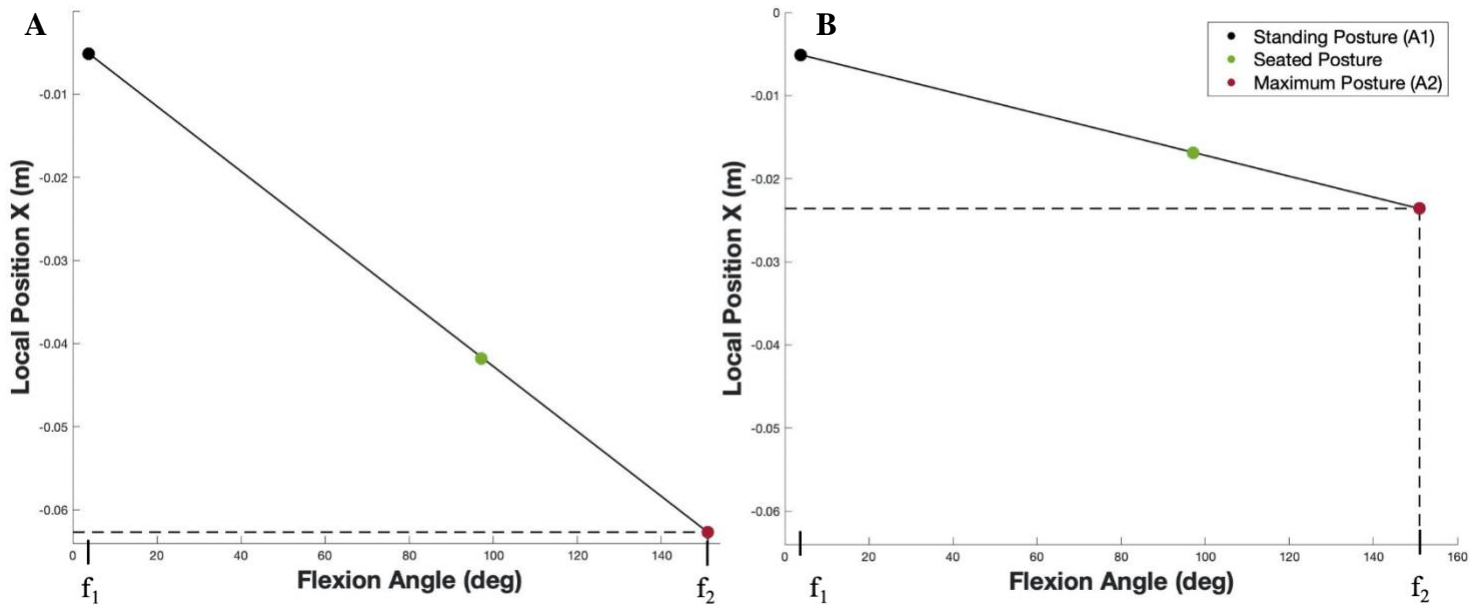 A
-0.01
-0.02
-0.03
-0.04
-0.05
-0.06
0 20 40 60 80 100 120 140
f1 f2
Flexion Angle (deg)
Local Position X (m)
B
Standing Posture (A1)
Seated Posture
Maximum Posture (A2)
0
-0.01
-0.02
-0.03
-0.04
-0.05
-0.06
0 20 40 60 80 100 120 140 160
f1 f2
Flexion Angle (deg)
Local Position X (m)